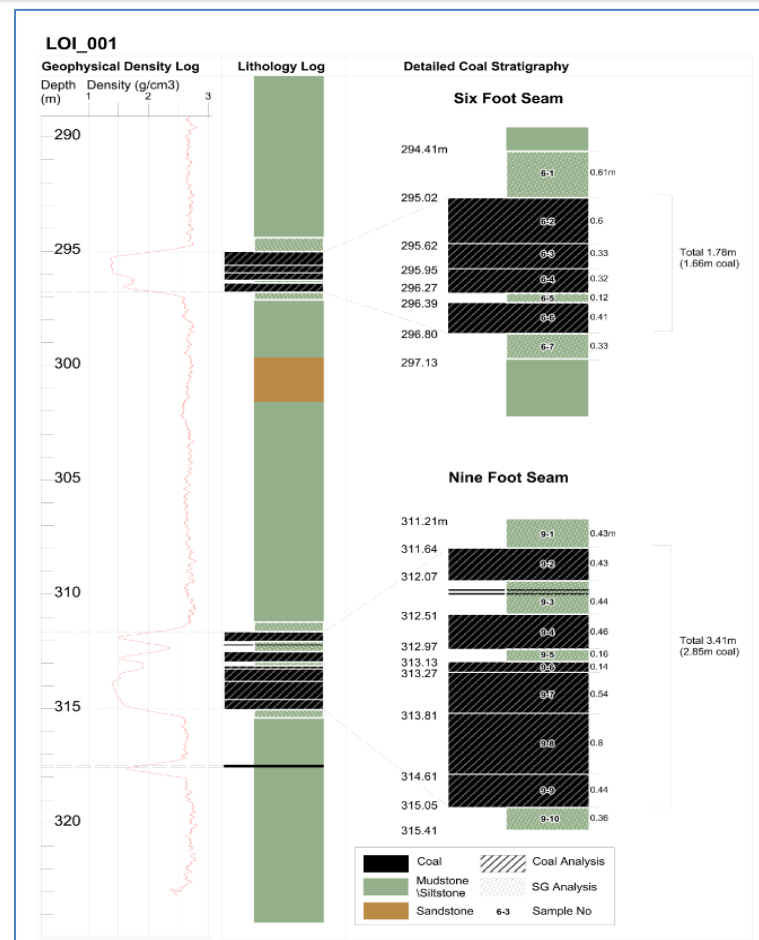 LOI_001
Geophysical Density Log Lithology Log Detailed Coal Stratigraphy
Depth Density (g/cm3)
(m) 1 2 3
290
295
300
305
310
315
320
Six Foot Seam
294.41m
6-1 0.61m
295.02
6-2 0.6
295.62
6-3 0.33
295.95
6-4 0.32
296.27
6-5 0.12
296.39
6-6 0.41
296.80
6-7 0.33
297.13
Total 1.78m
(1.66m coal)
Nine Foot Seam
311.21m
9-1 0.43m
311.64
9-2 0.43
312.07
9-3 0.44
312.51
9-4 0.46
312.97
9-5 0.16
313.13
9-6 0.14
313.27
9-7 0.54
313.81
9-8 0.8
314.61
9-9 0.44
315.05
9-10 0.36
315.41
Total 3.41m
(2.85m coal)
Coal Coal Analysis
Mudstone
\Siltstone SG Analysis
Sandstone 6-3 Sample No